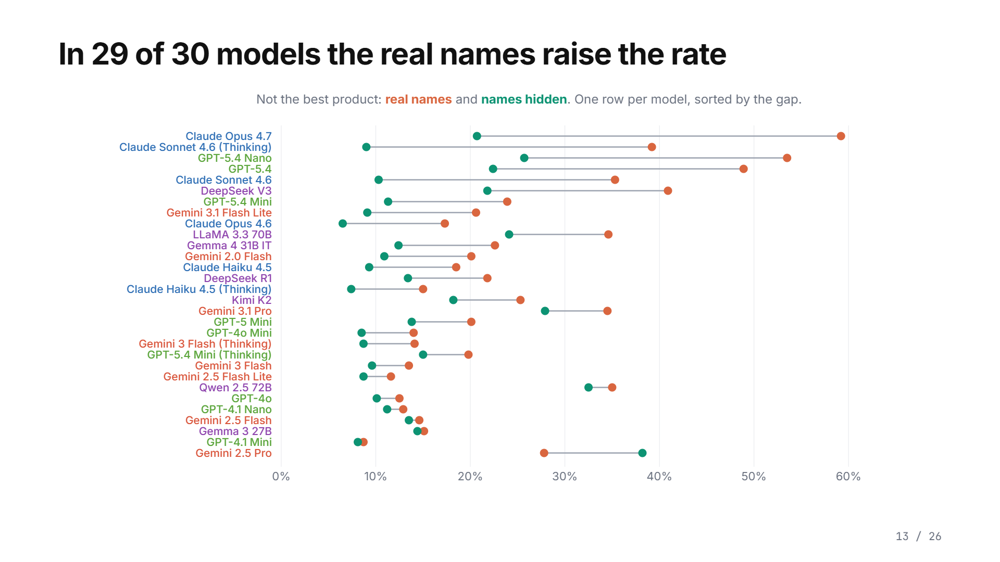 In 29 of 30 models the real names raise the rate
Not the best product: real names and names hidden. One row per model, sorted by the gap.
Claude Opus 4.7
Claude Sonnet 4.6 (Thinking)
GPT-5.4 Nano
GPT-5.4
Claude Sonnet 4.6
DeepSeek V3
GPT-5.4 Mini
Gemini 3.1 Flash Lite
Claude Opus 4.6
LLaMA 3.3 70B
Gemma 4 31B IT
Gemini 2.0 Flash
Claude Haiku 4.5
DeepSeek R1
Claude Haiku 4.5 (Thinking)
Kimi K2
Gemini 3.1 Pro
GPT-5 Mini
GPT-4o Mini
Gemini 3 Flash (Thinking)
GPT-5.4 Mini (Thinking)
Gemini 3 Flash
Gemini 2.5 Flash Lite
Qwen 2.5 72B
GPT-4o
GPT-4.1 Nano
Gemini 2.5 Flash
Gemma 3 27B
GPT-4.1 Mini
Gemini 2.5 Pro
0% 10% 20% 30% 40% 50% 60%
13 / 26